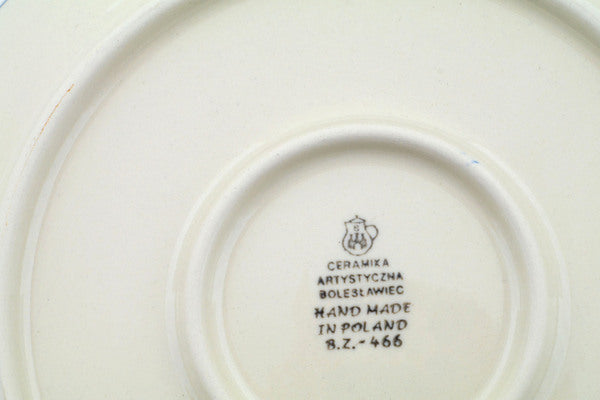 S
CERAMIKA
ARTYSTYCZNA
BOLESŁAWIEC
HAND MADE
IN POLAND
B.Z.-466